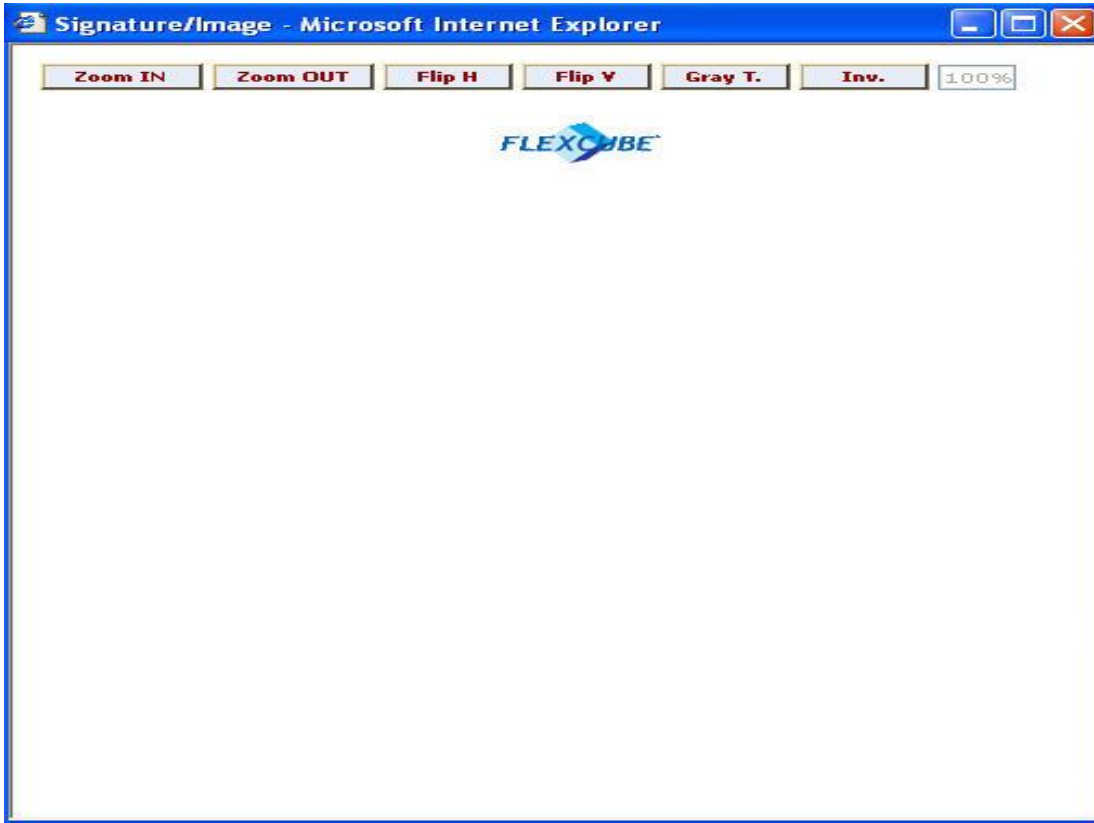 Signature/Image - Microsoft Internet Explorer
Zoom IN Zoom OUT Flip H Flip V Gray T. Inv. 100%
FLEXCUBE